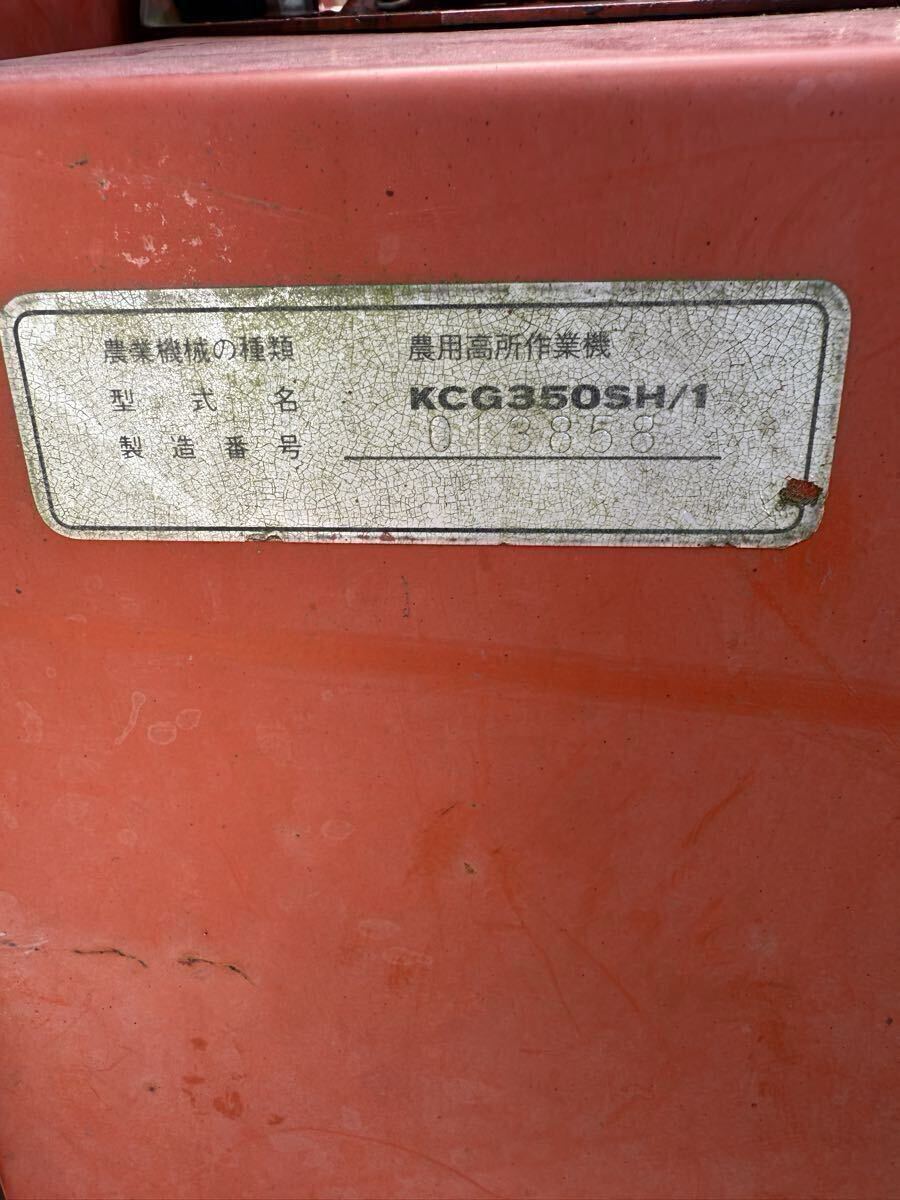 農業機械の種類 農用高所作業機
型式名 : KCG350SH/1
製造番号 013858